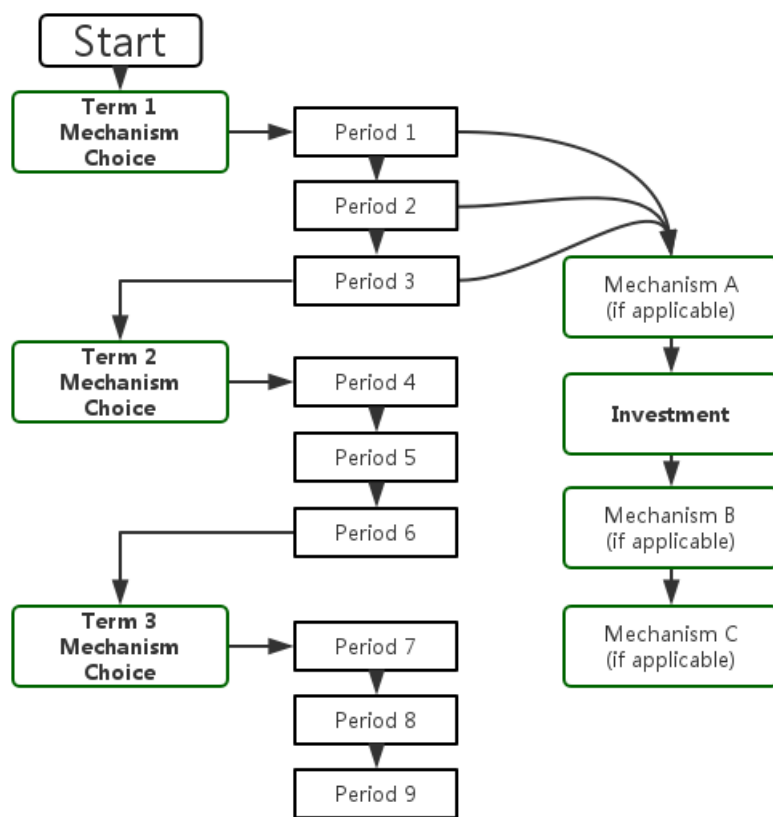 Start
Term 1
Mechanism
Choice
Period 1
Period 2
Period 3
Mechanism A
(if applicable)
Term 2
Mechanism
Choice
Period 4
Investment
Period 5
Mechanism B
(if applicable)
Period 6
Term 3
Mechanism
Choice
Period 7
Mechanism C
(if applicable)
Period 8
Period 9